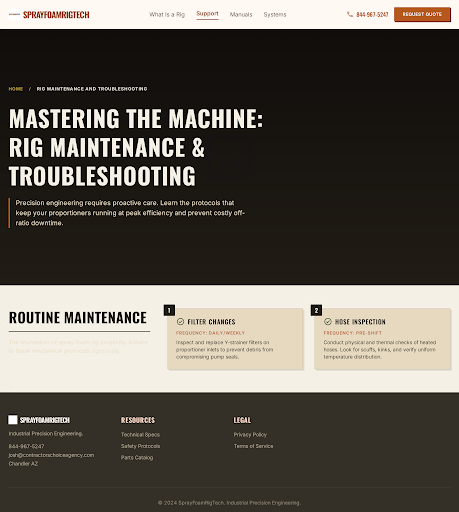 SPRAYFOAMRIGTECH
What is a Rig
Support
Manuals
Systems
844-967-5247
REQUEST QUOTE
HOME / RIG MAINTENANCE AND TROUBLESHOOTING
MASTERING THE MACHINE:
RIG MAINTENANCE &
TROUBLESHOOTING
Precision engineering requires proactive care. Learn the protocols that
keep your proportioners running at peak efficiency and prevent costly off-
ratio downtime.
ROUTINE MAINTENANCE
1
FILTER CHANGES
FREQUENCY: DAILY/WEEKLY
Inspect and replace Y-strainer filters on
proportioner inlets to prevent debris from
compromising pump seals.
2
HOSE INSPECTION
FREQUENCY: PRE-SHIFT
Conduct physical and thermal checks of heated
hoses. Look for scuffs, kinks, and verify uniform
temperature distribution.
SPRAYFOAMRIGTECH
Industrial Precision Engineering.
844-967-5247
josh@contractorschoiceagency.com
Chandler AZ
RESOURCES
Technical Specs
Safety Protocols
Parts Catalog
LEGAL
Privacy Policy
Terms of Service
© 2024 SprayFoamRigTech. Industrial Precision Engineering.